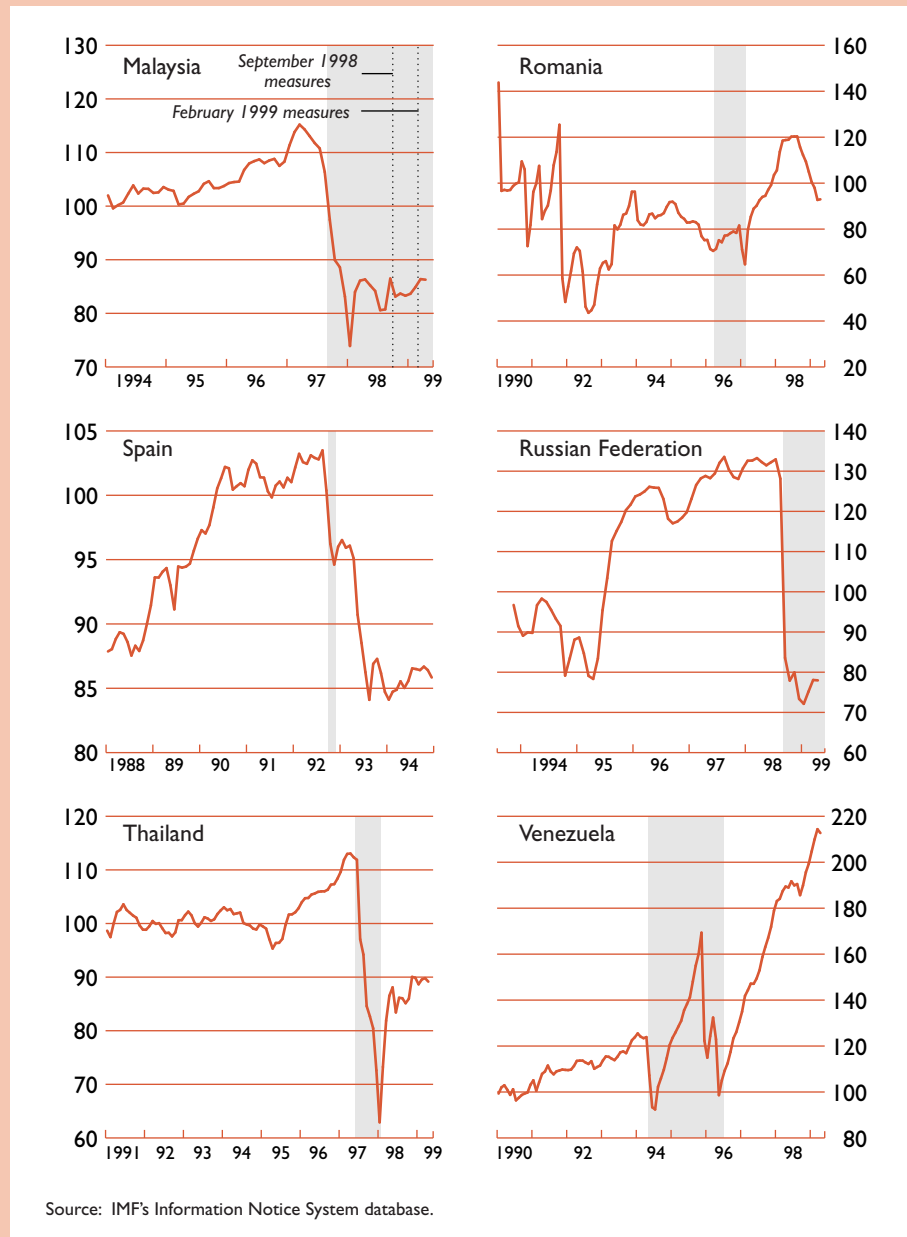 130
Malaysia
September 1998
measures
120
February 1999 measures
110
100
90
80
70
1994 95 96 97 98 99
160
Romania
140
120
100
80
60
40
20
1990 92 94 96 98
105
Spain
100
95
90
85
80
1988 89 90 91 92 93 94
140
Russian Federation
130
120
110
100
90
80
70
60
1994 95 96 97 98 99
120
Thailand
110
100
90
80
70
60
1991 92 93 94 95 96 97 98 99
220
Venezuela
200
180
160
140
120
100
80
1990 92 94 96 98
Source: IMF's Information Notice System database.